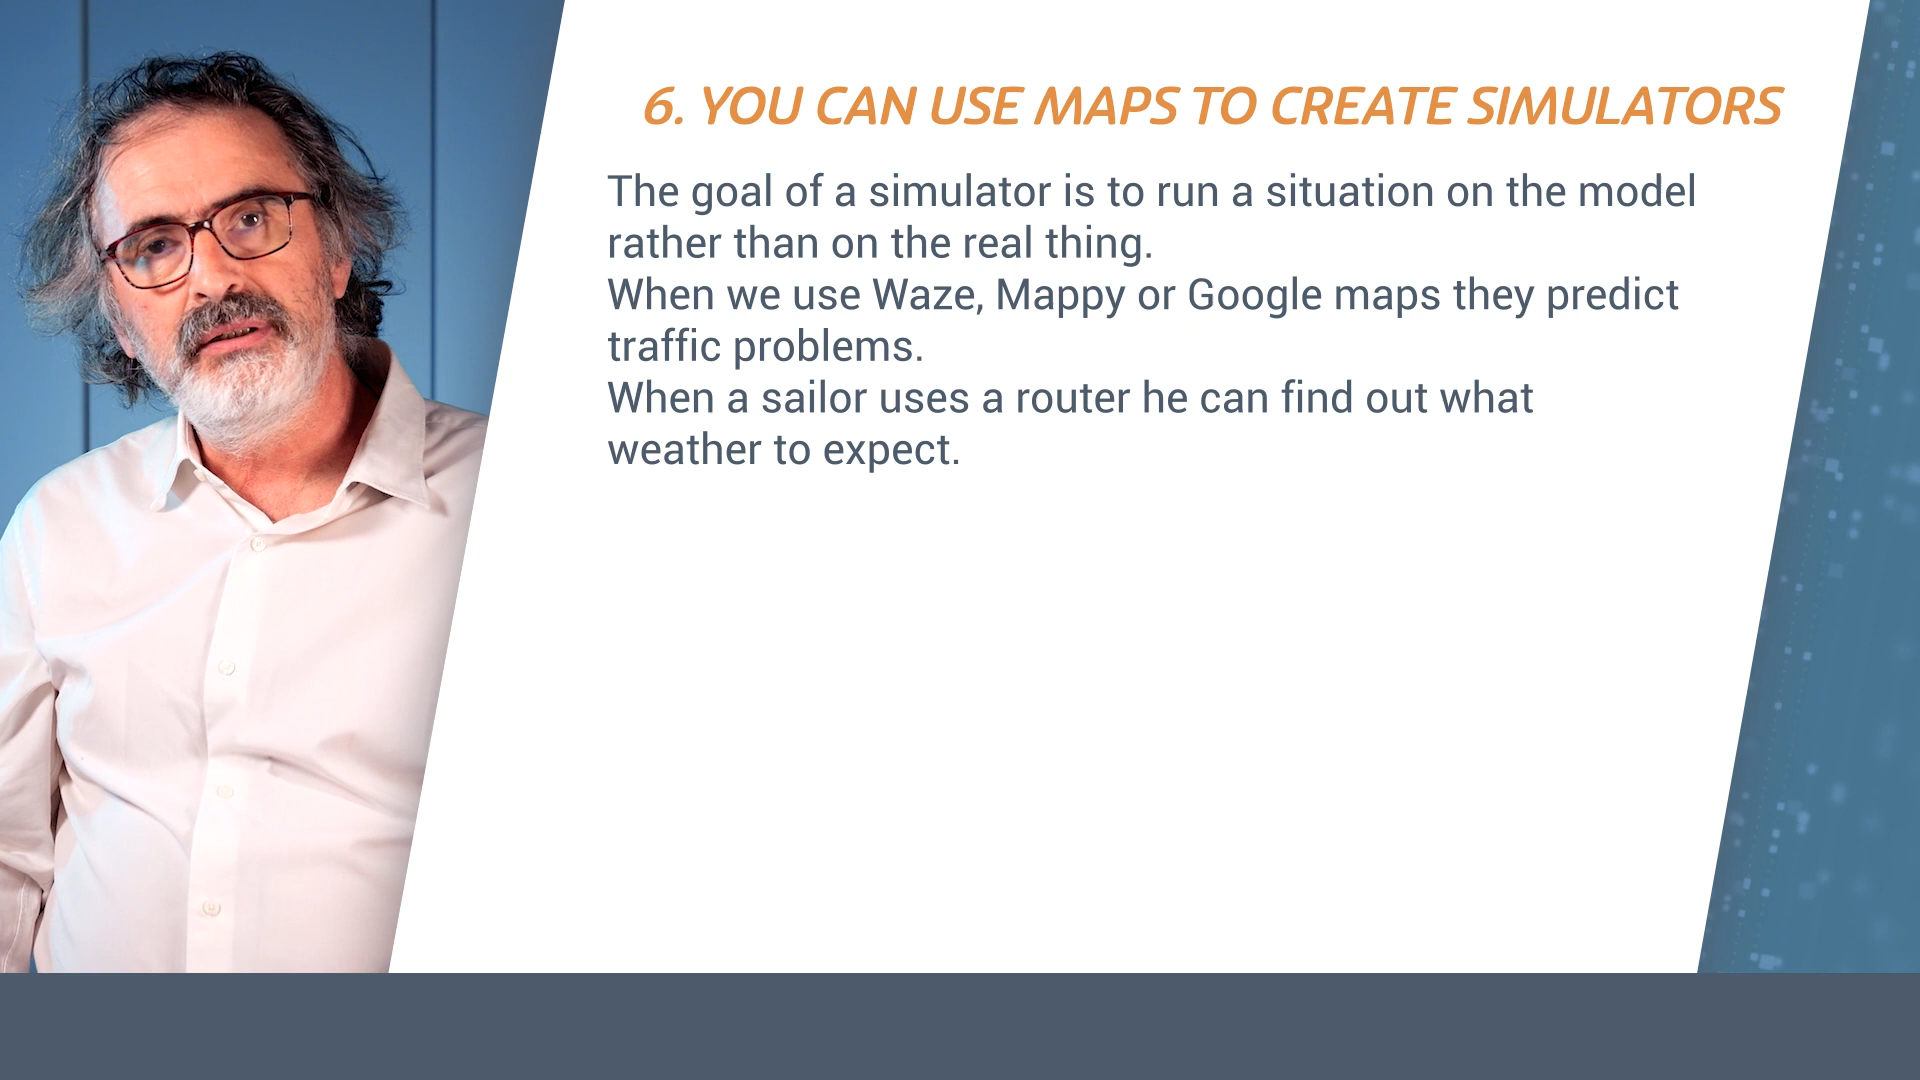 6. YOU CAN USE MAPS TO CREATE SIMULATORS
The goal of a simulator is to run a situation on the model
rather than on the real thing.
When we use Waze, Mappy or Google maps they predict
traffic problems.
When a sailor uses a router he can find out what
weather to expect.